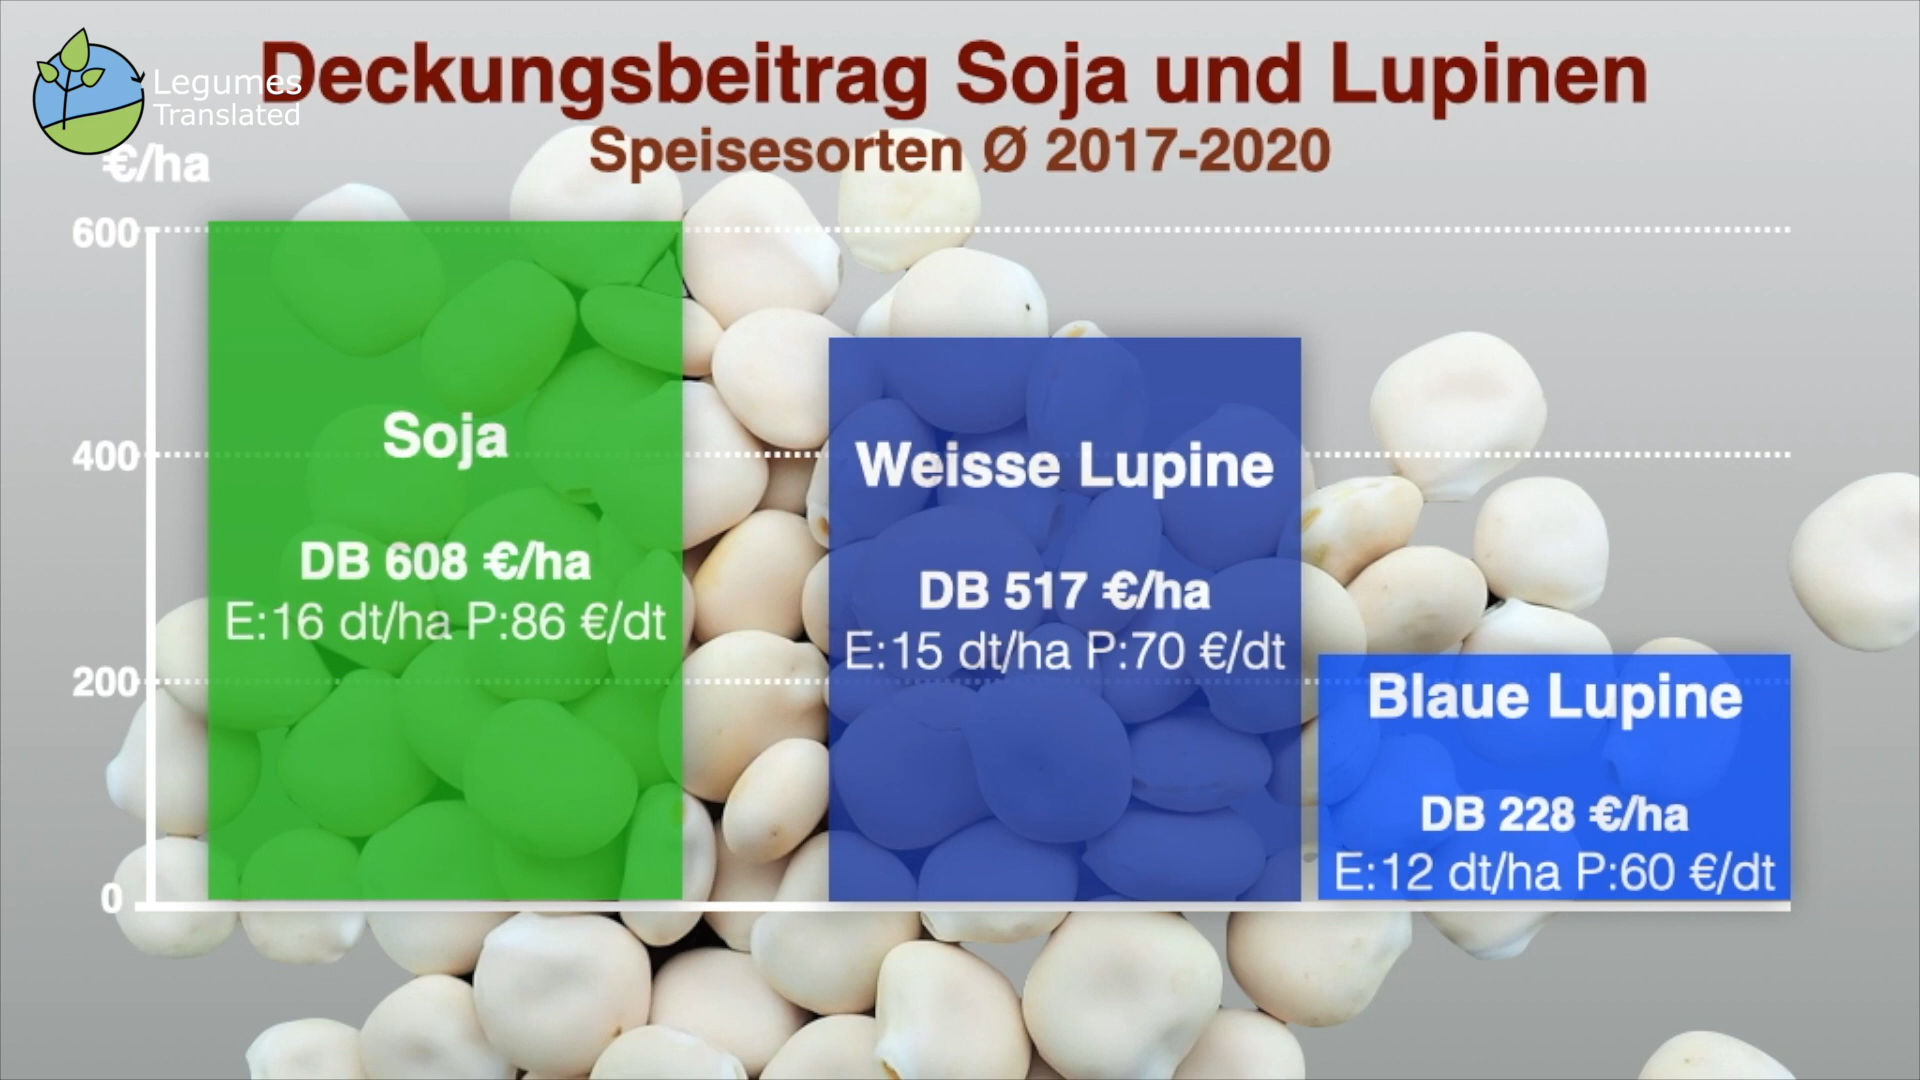 Legumes
Translated
Deckungsbeitrag Soja und Lupinen
Speisesorten Ø 2017-2020
€/ha
600
400
200
0
Soja
DB 608 €/ha
E:16 dt/ha P:86 €/dt
Weisse Lupine
DB 517 €/ha
E:15 dt/ha P:70 €/dt
Blaue Lupine
DB 228 €/ha
E:12 dt/ha P:60 €/dt